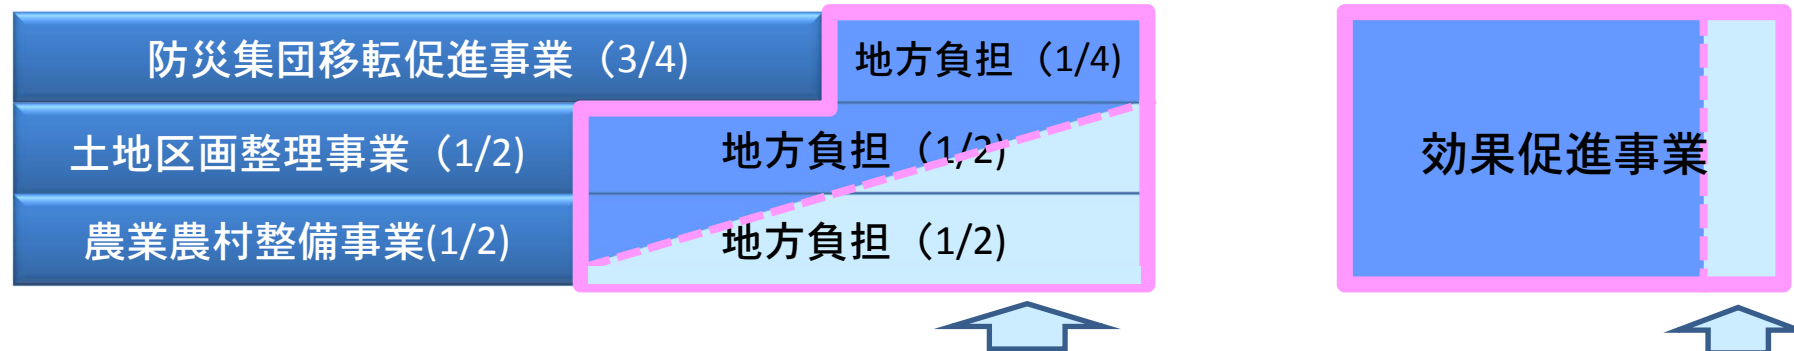 防災集団移転促進事業（3/4)
地方負担（1/4)
土地区画整理事業（1/2)
地方負担（1/2)
農業農村整備事業(1/2)
地方負担（1/2)
効果促進事業